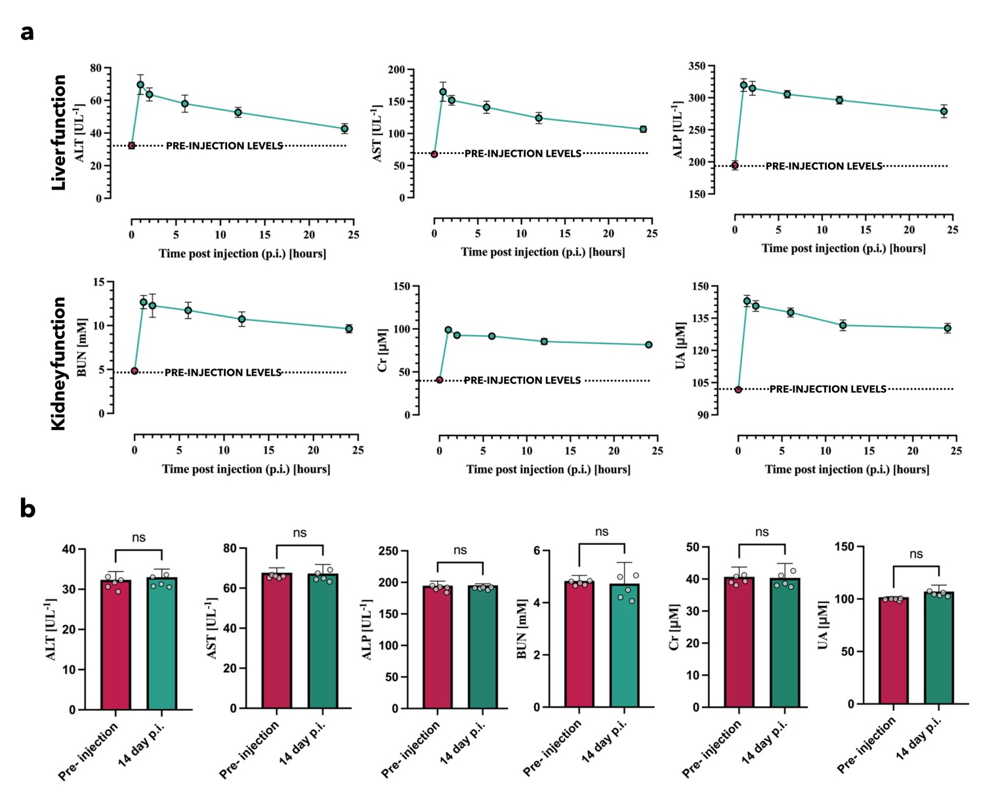 a
Liver function
ALT [UL-1]
80
60
40
20
0
PRE-INJECTION LEVELS
0 5 10 15 20 25
Time post injection (p.i.) [hours]
AST [UL-1]
200
150
100
50
0
PRE-INJECTION LEVELS
0 5 10 15 20 25
Time post injection (p.i.) [hours]
ALP [UL-1]
350
300
250
200
150
PRE-INJECTION LEVELS
0 5 10 15 20 25
Time post injection (p.i.) [hours]
Kidney function
BUN [mM]
15
10
5
0
PRE-INJECTION LEVELS
0 5 10 15 20 25
Time post injection (p.i.) [hours]
Cr [µM]
150
100
50
0
PRE-INJECTION LEVELS
0 5 10 15 20 25
Time post injection (p.i.) [hours]
UA [µM]
150
135
120
105
90
PRE-INJECTION LEVELS
0 5 10 15 20 25
Time post injection (p.i.) [hours]
b
ns
ALT [UL-1]
40
30
20
10
0
Pre- injection
14 day p.i.
ns
AST [UL-1]
80
60
40
20
0
Pre- injection
14 day p.i.
ns
ALP [UL-1]
250
200
150
100
50
0
Pre- injection
14 day p.i.
ns
BUN [mM]
6
4
2
0
Pre- injection
14 day p.i.
ns
Cr [µM]
50
40
30
20
10
0
Pre- injection
14 day p.i.
ns
UA [µM]
150
100
50
0
Pre- injection
14 day p.i.